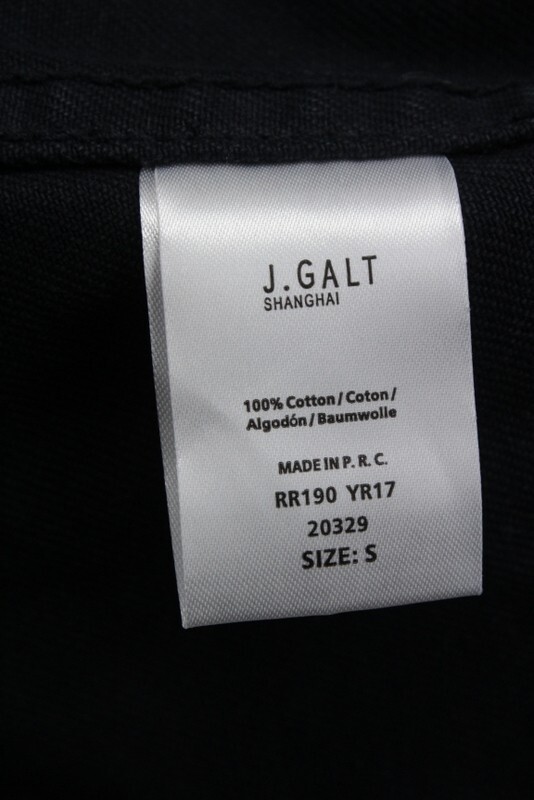 J.GALT
SHANGHAI
100% Cotton / Coton /
Algodón / Baumwolle
MADE IN P. R. C.
RR190 YR17
20329
SIZE: S